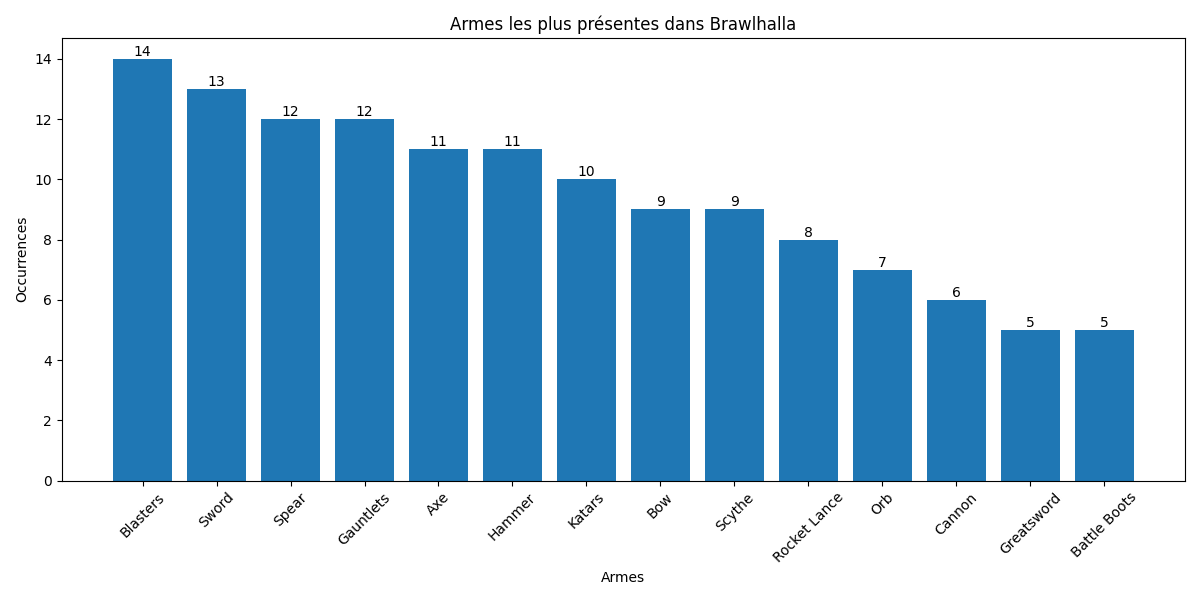 Armes les plus présentes dans Brawlhalla
Occurrences
14
12
10
8
6
4
2
0
14
13
12
12
11
11
10
9
9
8
7
6
5
5
Blasters
Sword
Spear
Gauntlets
Axe
Hammer
Katars
Bow
Scythe
Rocket Lance
Orb
Cannon
Greatsword
Battle Boots
Armes